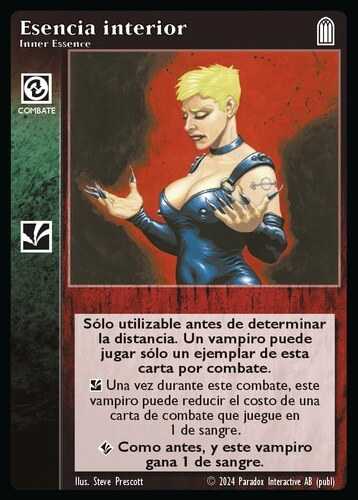 Esencia interior
Inner Essence
COMBATE
Sólo utilizable antes de determinar
la distancia. Un vampiro puede
jugar sólo un ejemplar de esta
carta por combate.
Una vez durante este combate, este
vampiro puede reducir el costo de una
carta de combate que juegue en
1 de sangre.
Como antes, y este vampiro
gana 1 de sangre.
Ilus. Steve Prescott © 2024 Paradox Interactive AB (publ)